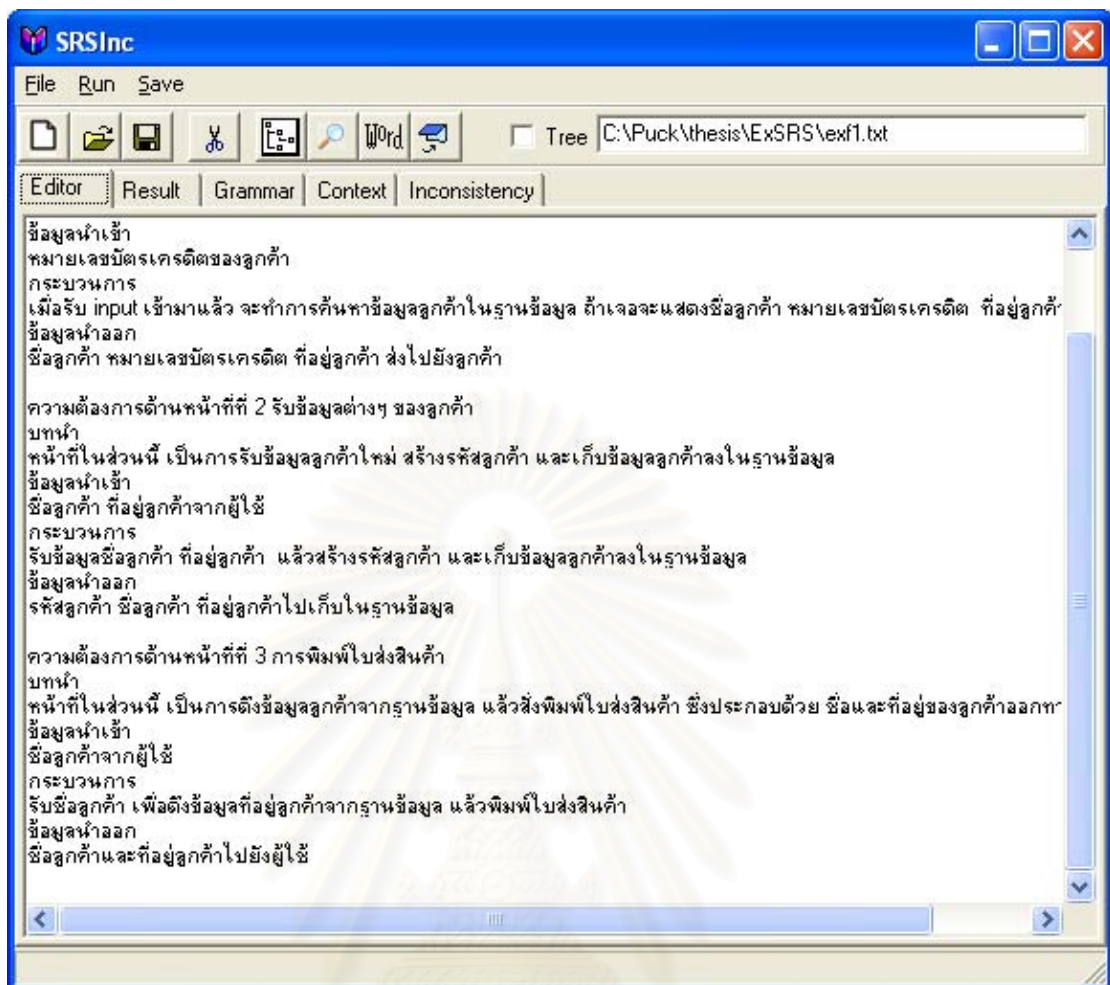 SRSInc
File Run Save
Word Tree C:\Puck\thesis\ExSRS\exf1.txt
Editor Result Grammar Context Inconsistency
ข้อมูลนำเข้า
หมายเลขบัตรเครดิตของลูกค้า
กระบวนการ
เมื่อรับ input เข้ามาแล้ว จะทำการค้นหาข้อมูลลูกค้าในฐานข้อมูล ถ้าเจอจะแสดงชื่อลูกค้า หมายเลขบัตรเครดิต ที่อยู่ลูกค้า
ข้อมูลนำออก
ชื่อลูกค้า หมายเลขบัตรเครดิต ที่อยู่ลูกค้า ส่งไปยังลูกค้า
ความต้องการด้านหน้าที่ที่ 2 รับข้อมูลต่างๆ ของลูกค้า
บทนำ
หน้าที่ในส่วนนี้ เป็นการรับข้อมูลลูกค้าใหม่ สร้างรหัสลูกค้า และเก็บข้อมูลลูกค้าลงในฐานข้อมูล
ข้อมูลนำเข้า
ชื่อลูกค้า ที่อยู่ลูกค้าจากผู้ใช้
กระบวนการ
รับข้อมูลชื่อลูกค้า ที่อยู่ลูกค้า แล้วสร้างรหัสลูกค้า และเก็บข้อมูลลูกค้าลงในฐานข้อมูล
ข้อมูลนำออก
รหัสลูกค้า ชื่อลูกค้า ที่อยู่ลูกค้าไปเก็บในฐานข้อมูล
ความต้องการด้านหน้าที่ที่ 3 การพิมพ์ใบส่งสินค้า
บทนำ
หน้าที่ในส่วนนี้ เป็นการดึงข้อมูลลูกค้าจากฐานข้อมูล แล้วสั่งพิมพ์ใบส่งสินค้า ซึ่งประกอบด้วย ชื่อและที่อยู่ของลูกค้าออก
ข้อมูลนำเข้า
ชื่อลูกค้าจากผู้ใช้
กระบวนการ
รับชื่อลูกค้า เพื่อดึงข้อมูลที่อยู่ลูกค้าจากฐานข้อมูล แล้วพิมพ์ใบส่งสินค้า
ข้อมูลนำออก
ชื่อลูกค้าและที่อยู่ลูกค้าไปยังผู้ใช้